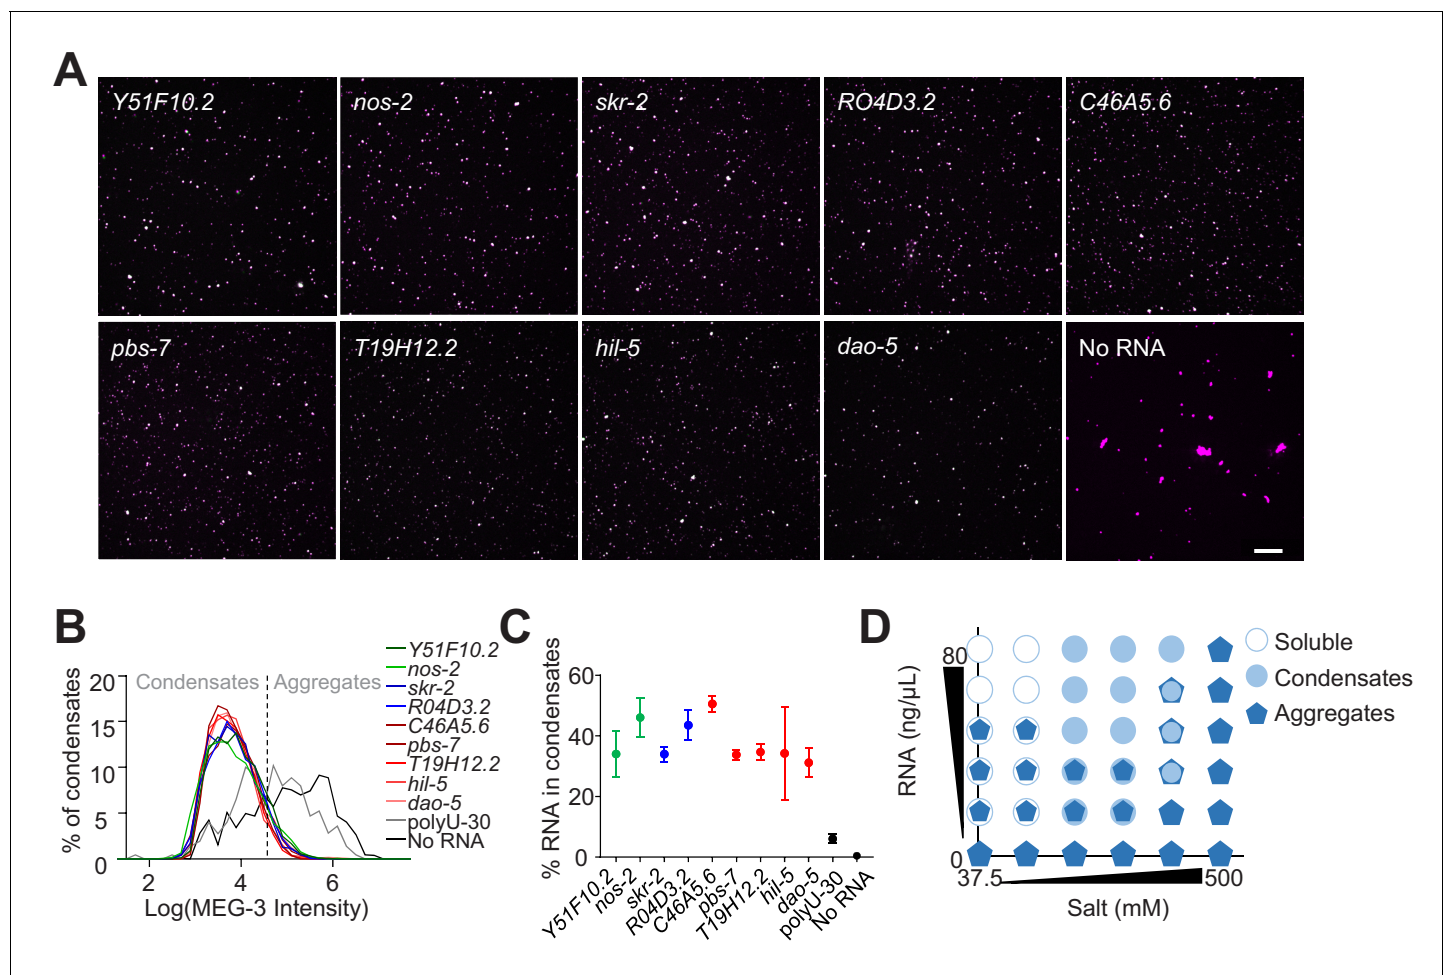 A
Y51F10.2
nos-2
skr-2
RO4D3.2
C46A5.6
pbs-7
T19H12.2
hil-5
dao-5
No RNA
B
% of condensates
20
15
10
5
0
Condensates
Aggregates
2
4
6
Log(MEG-3 Intensity)
Y51F10.2
nos-2
skr-2
R04D3.2
C46A5.6
pbs-7
T19H12.2
hil-5
dao-5
polyU-30
No RNA
C
% RNA in condensates
60
40
20
0
Y51F10.2
nos-2
skr-2
R04D3.2
C46A5.6
pbs-7
T19H12.2
hil-5
dao-5
polyU-30
No RNA
D
RNA (ng/µL)
80
0
37.5
500
Salt (mM)
Soluble
Condensates
Aggregates